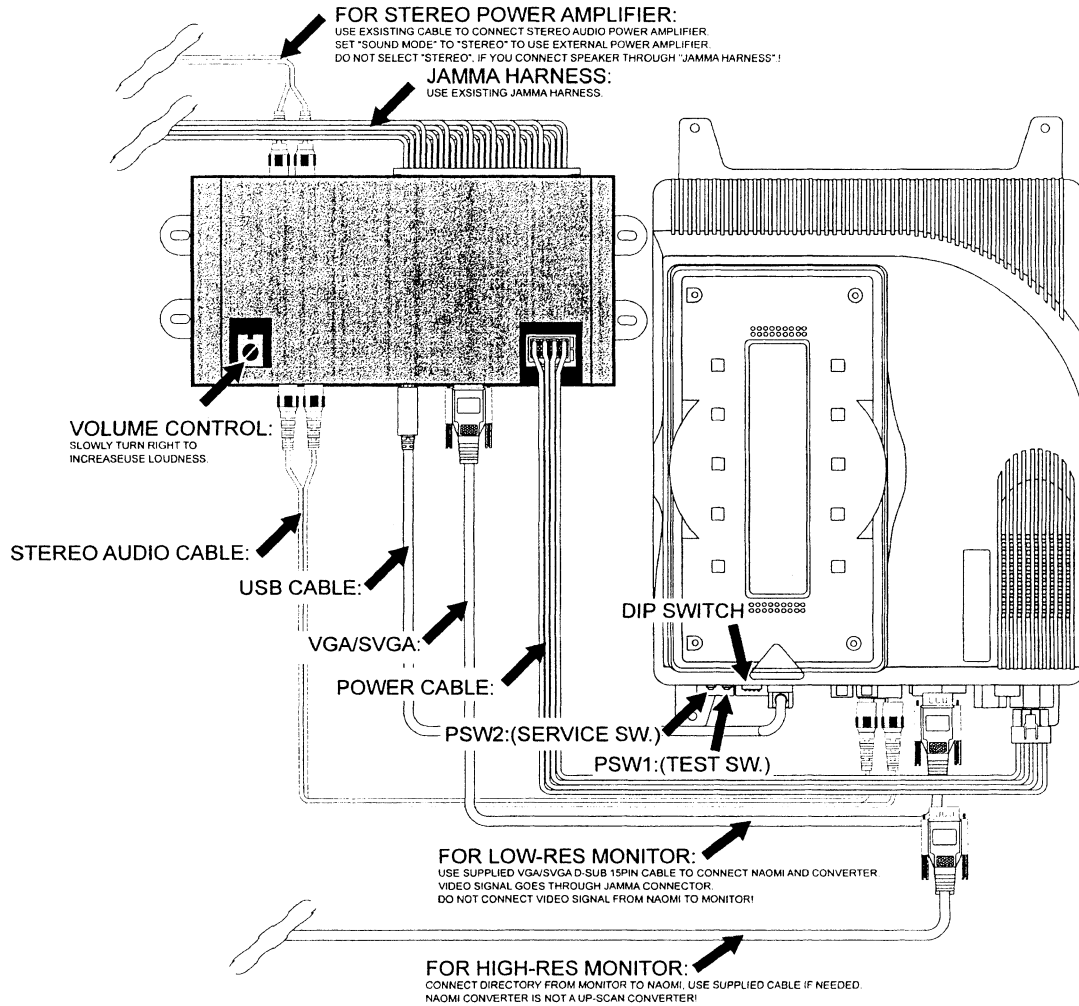 FOR STEREO POWER AMPLIFIER:
USE EXSISTING CABLE TO CONNECT STEREO AUDIO POWER AMPLIFIER.
SET "SOUND MODE" TO "STEREO" TO USE EXTERNAL POWER AMPLIFIER.
DO NOT SELECT "STEREO", IF YOU CONNECT SPEAKER THROUGH "JAMMA HARNESS"!
JAMMA HARNESS:
USE EXSISTING JAMMA HARNESS.
VOLUME CONTROL:
SLOWLY TURN RIGHT TO
INCREASEUSE LOUDNESS.
STEREO AUDIO CABLE:
USB CABLE:
VGA/SVGA:
POWER CABLE:
DIP SWITCH
PSW2:(SERVICE SW.)
PSW1:(TEST SW.)
FOR LOW-RES MONITOR:
USE SUPPLIED VGA/SVGA D-SUB 15PIN CABLE TO CONNECT NAOMI AND CONVERTER.
VIDEO SIGNAL GOES THROUGH JAMMA CONNECTOR.
DO NOT CONNECT VIDEO SIGNAL FROM NAOMI TO MONITOR!
FOR HIGH-RES MONITOR:
CONNECT DIRECTORY FROM MONITOR TO NAOMI, USE SUPPLIED CABLE IF NEEDED.
NAOMI CONVERTER IS NOT A UP-SCAN CONVERTER!